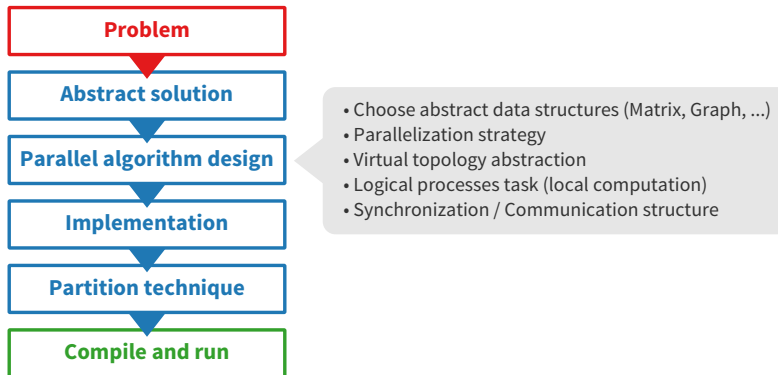 Problem
Abstract solution
Parallel algorithm design
Implementation
Partition technique
Compile and run
• Choose abstract data structures (Matrix, Graph, ...)
• Parallelization strategy
• Virtual topology abstraction
• Logical processes task (local computation)
• Synchronization / Communication structure